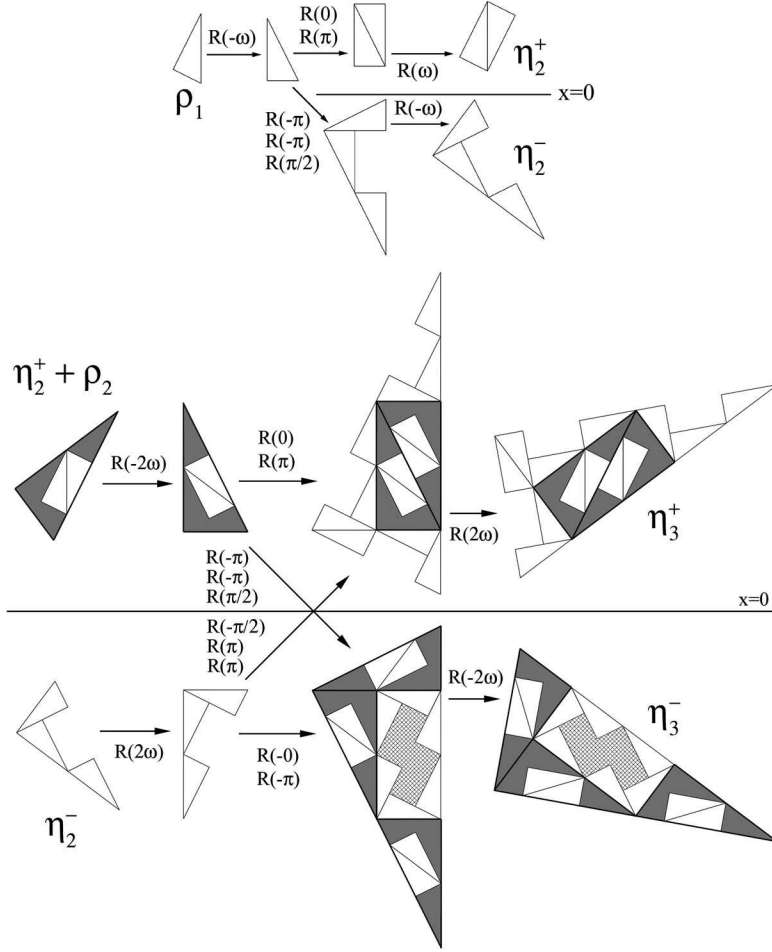 R(-ω)
R(0)
R(π)
R(ω)
η₂⁺
ρ₁
x=0
R(-π)
R(-π)
R(π/2)
R(-ω)
η₂⁻
η₂⁺ + ρ₂
R(-2ω)
R(0)
R(π)
R(2ω)
η₃⁺
R(-π)
R(-π)
R(π/2)
x=0
R(-π/2)
R(π)
R(π)
R(-2ω)
η₃⁻
R(2ω)
R(-0)
R(-π)
η₂⁻